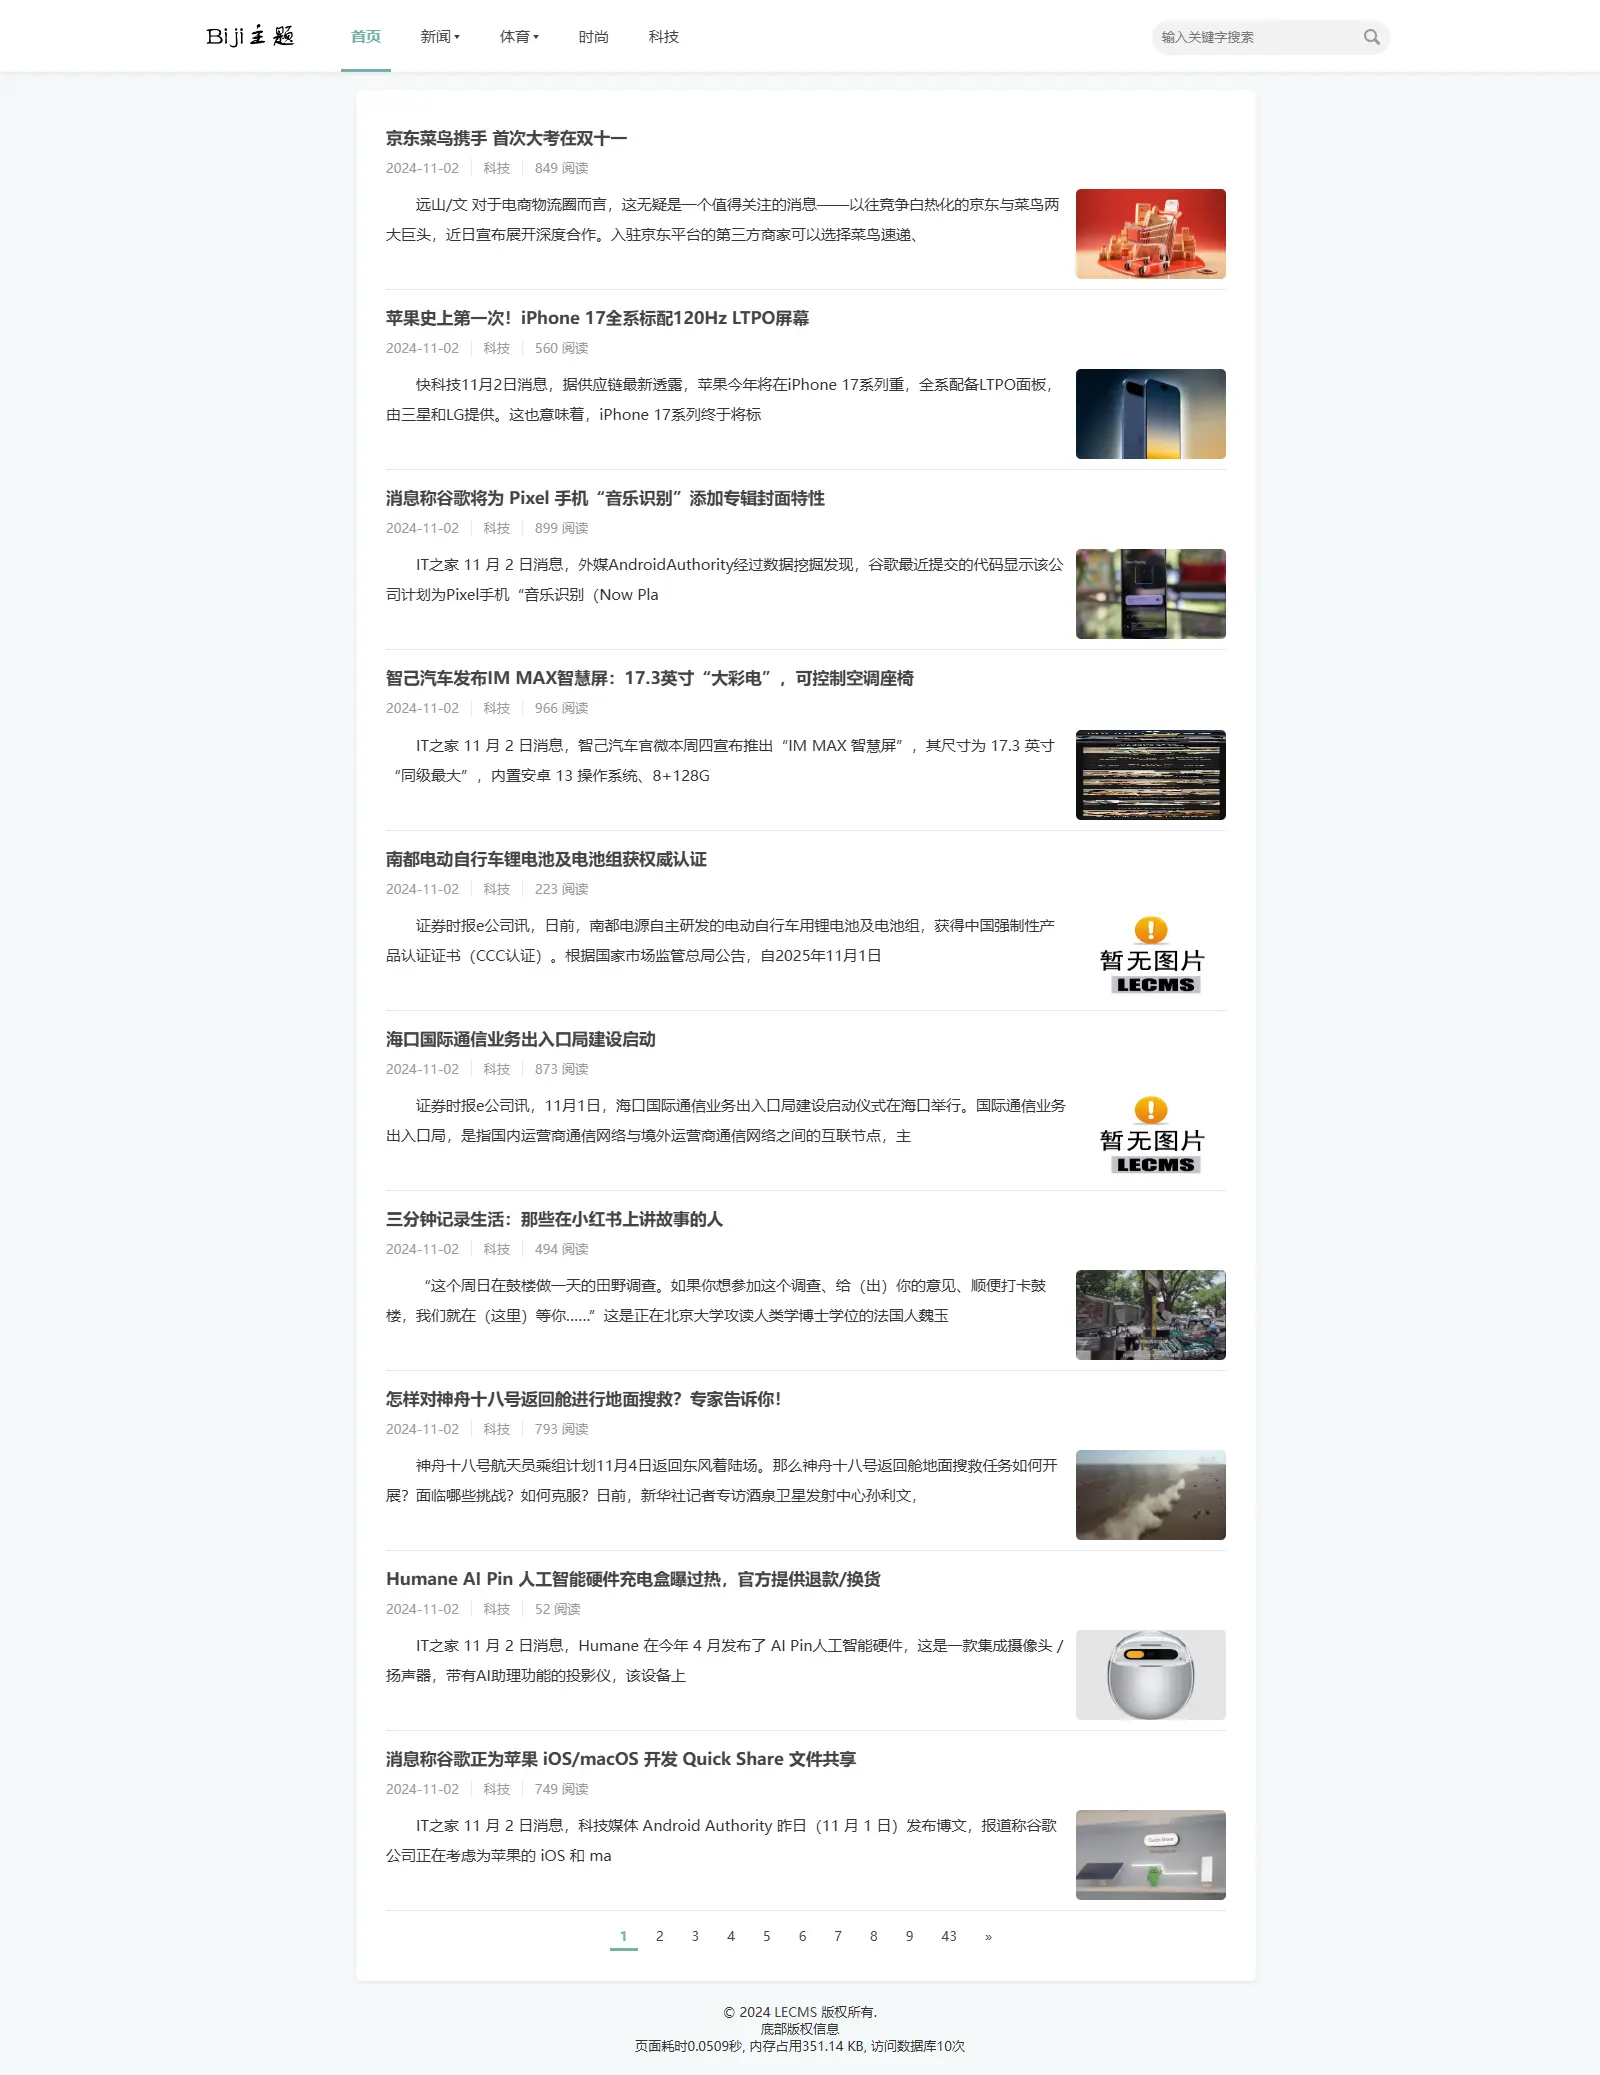 Biji主题
首页 新闻 体育 时尚 科技
输入关键字搜索
京东菜鸟携手 首次大考在双十一
2024-11-02 科技 849 阅读
远山/文 对于电商物流圈而言，这无疑是一个值得关注的消息——以往竞争白热化的京东与菜鸟两
大巨头，近日宣布展开深度合作。入驻京东平台的第三方商家可以选择菜鸟速递、
苹果史上第一次！iPhone 17全系标配120Hz LTPO屏幕
2024-11-02 科技 560 阅读
快科技11月2日消息，据供应链最新透露，苹果今年将在iPhone 17系列重，全系配备LTPO面板，
由三星和LG提供。这也意味着，iPhone 17系列终于将标
消息称谷歌将为 Pixel 手机“音乐识别”添加专辑封面特性
2024-11-02 科技 899 阅读
IT之家 11 月 2 日消息，外媒AndroidAuthority经过数据挖掘发现，谷歌最近提交的代码显示该公
司计划为Pixel手机“音乐识别（Now Pla
智己汽车发布IM MAX智慧屏：17.3英寸“大彩电”，可控制空调座椅
2024-11-02 科技 966 阅读
IT之家 11 月 2 日消息，智己汽车官微本周四宣布推出“IM MAX 智慧屏”，其尺寸为 17.3 英寸
“同级最大”，内置安卓 13 操作系统、8+128G
南都电动自行车锂电池及电池组获权威认证
2024-11-02 科技 223 阅读
证券时报e公司讯，日前，南都电源自主研发的电动自行车用锂电池及电池组，获得中国强制性产
品认证证书（CCC认证）。根据国家市场监管总局公告，自2025年11月1日
暂无图片
LECMS
海口国际通信业务出入口局建设启动
2024-11-02 科技 873 阅读
证券时报e公司讯，11月1日，海口国际通信业务出入口局建设启动仪式在海口举行。国际通信业务
出入口局，是指国内运营商通信网络与境外运营商通信网络之间的互联节点，主
暂无图片
LECMS
三分钟记录生活：那些在小红书上讲故事的人
2024-11-02 科技 494 阅读
“这个周日在鼓楼做一天的田野调查。如果你想参加这个调查、给（出）你的意见、顺便打卡鼓
楼，我们就在（这里）等你……”这是正在北京大学攻读人类学博士学位的法国人魏玉
怎样对神舟十八号返回舱进行地面搜救？专家告诉你！
2024-11-02 科技 793 阅读
神舟十八号航天员乘组计划11月4日返回东风着陆场。那么神舟十八号返回舱地面搜救任务如何开
展？面临哪些挑战？如何克服？日前，新华社记者专访酒泉卫星发射中心孙利文，
Humane AI Pin 人工智能硬件充电盒曝过热，官方提供退款/换货
2024-11-02 科技 52 阅读
IT之家 11 月 2 日消息，Humane 在今年 4 月发布了 AI Pin人工智能硬件，这是一款集成摄像头 /
扬声器，带有AI助理功能的投影仪，该设备上
消息称谷歌正为苹果 iOS/macOS 开发 Quick Share 文件共享
2024-11-02 科技 749 阅读
IT之家 11 月 2 日消息，科技媒体 Android Authority 昨日（11 月 1 日）发布博文，报道称谷歌
公司正在考虑为苹果的 iOS 和 ma
Quick Share
1 2 3 4 5 6 7 8 9 43 »
© 2024 LECMS 版权所有.
底部版权信息
页面耗时0.0509秒, 内存占用351.14 KB, 访问数据库10次